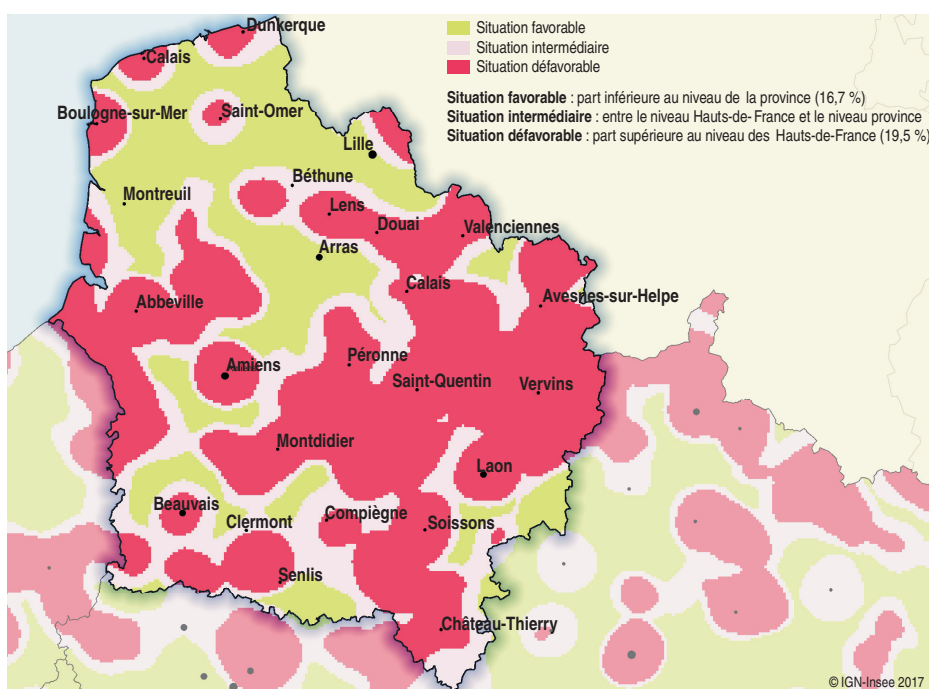 Situation favorable
Situation intermédiaire
Situation défavorable
Situation favorable : part inférieure au niveau de la province (16,7 %)
Situation intermédiaire : entre le niveau Hauts-de-France et le niveau province
Situation défavorable : part supérieure au niveau des Hauts-de-France (19,5 %)
Dunkerque
Calais
Boulogne-sur-Mer
Saint-Omer
Lille
Béthune
Montreuil
Lens
Douai
Valenciennes
Arras
Calais
Avesnes-sur-Helpe
Abbeville
Péronne
Amiens
Saint-Quentin
Vervins
Montdidier
Laon
Beauvais
Clermont
Compiègne
Soissons
Senlis
Château-Thierry
© IGN-Insee 2017